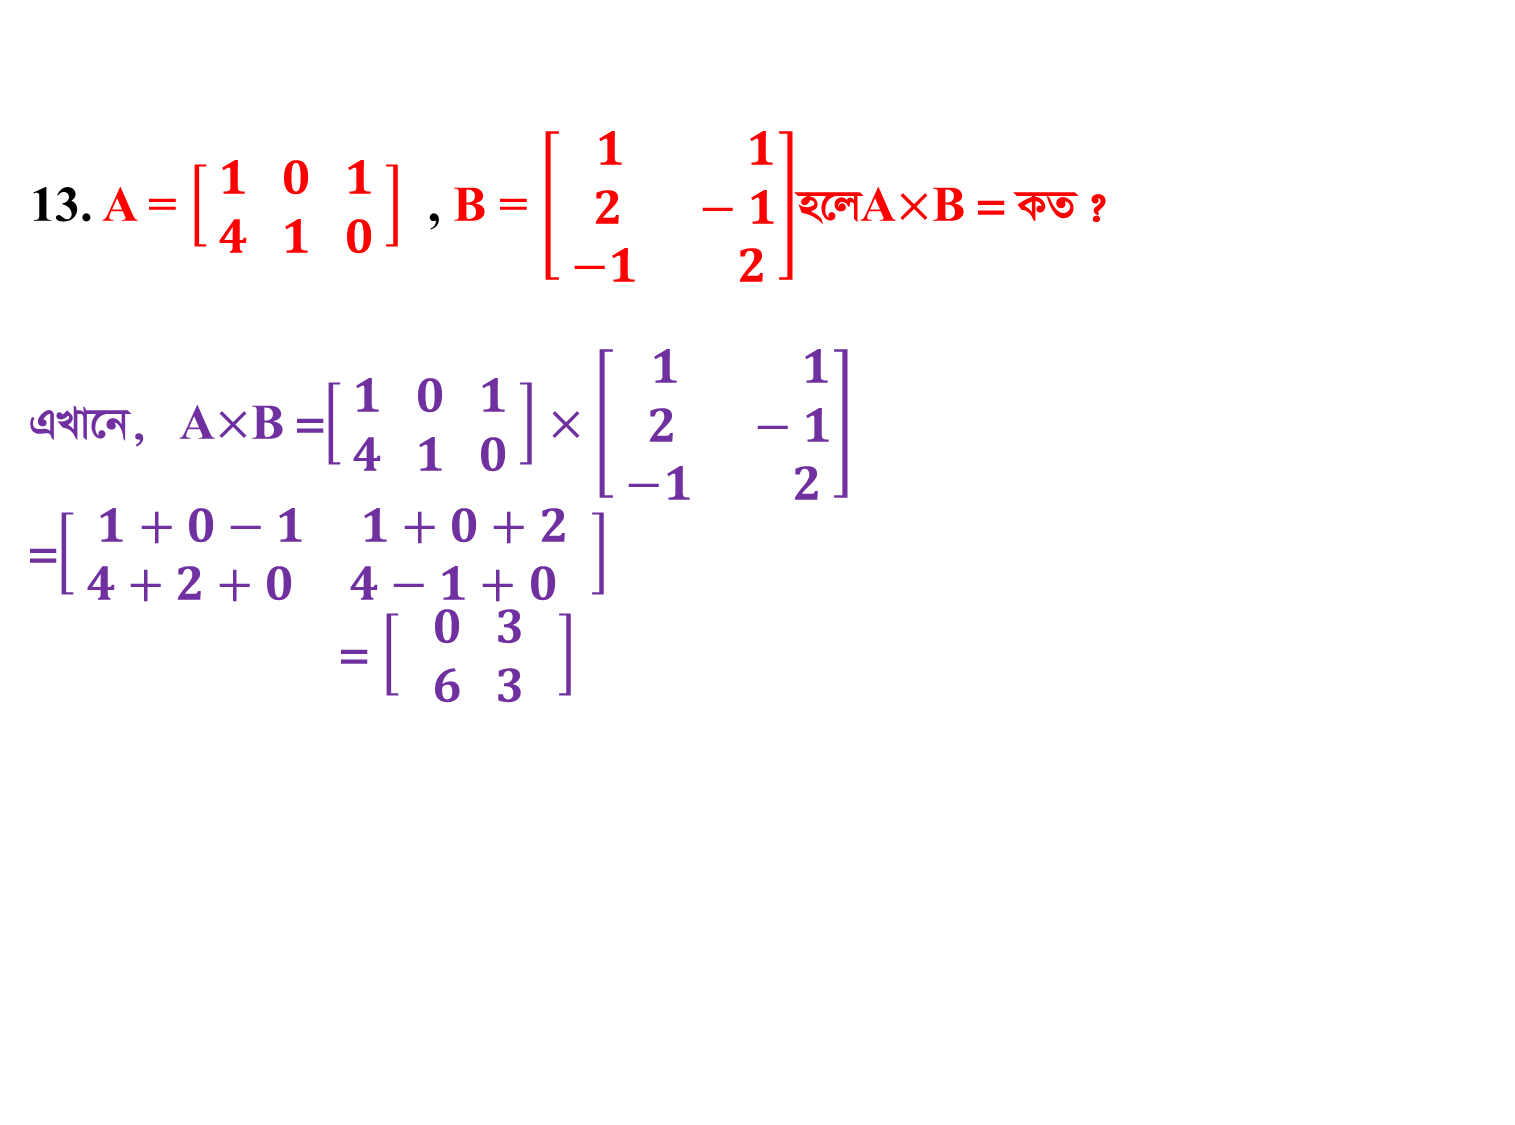 13. A = [1 0 1; 4 1 0] , B = [1 1; 2 −1; −1 2] হলে A×B = কত ?
এখানে, A×B = [1 0 1; 4 1 0] × [1 1; 2 −1; −1 2]
= [1 + 0 − 1 1 + 0 + 2; 4 + 2 + 0 4 − 1 + 0]
= [0 3; 6 3]